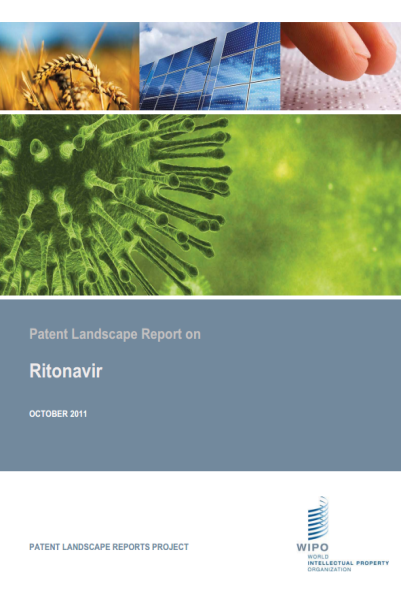 Patent Landscape Report on
Ritonavir
OCTOBER 2011
PATENT LANDSCAPE REPORTS PROJECT
WIPO
WORLD
INTELLECTUAL PROPERTY
ORGANIZATION